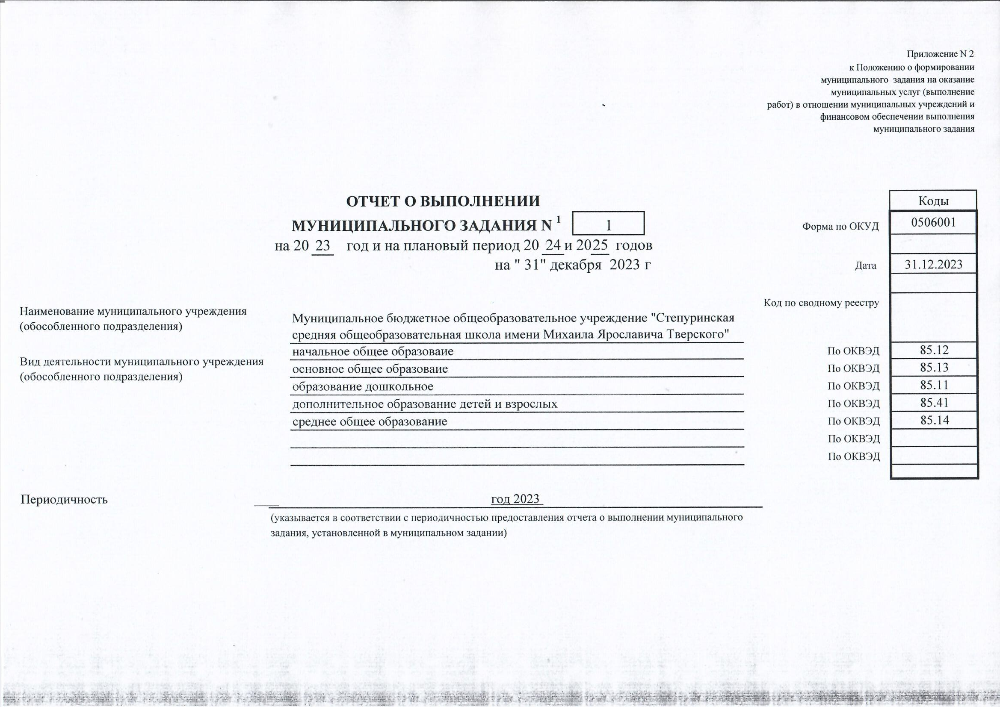 Приложение N 2
к Положению о формировании
муниципального задания на оказание
муниципальных услуг (выполнение
работ) в отношении муниципальных учреждений и
финансовом обеспечении выполнения
муниципального задания
ОТЧЕТ О ВЫПОЛНЕНИИ
МУНИЦИПАЛЬНОГО ЗАДАНИЯ N 1 1
на 20 23 год и на плановый период 20 24 и 2025 годов
на " 31" декабря 2023 г
Коды
Форма по ОКУД 0506001
Дата 31.12.2023
Код по сводному реестру
Наименование муниципального учреждения
(обособленного подразделения)
Муниципальное бюджетное общеобразовательное учреждение "Степуринская
средняя общеобразовательная школа имени Михаила Ярославича Тверского"
Вид деятельности муниципального учреждения
(обособленного подразделения)
начальное общее образоваие По ОКВЭД 85.12
основное общее образоваие По ОКВЭД 85.13
образование дошкольное По ОКВЭД 85.11
дополнительное образование детей и взрослых По ОКВЭД 85.41
среднее общее образование По ОКВЭД 85.14
По ОКВЭД
По ОКВЭД
Периодичность год 2023
(указывается в соответствии с периодичностью предоставления отчета о выполнении муниципального
задания, установленной в муниципальном задании)